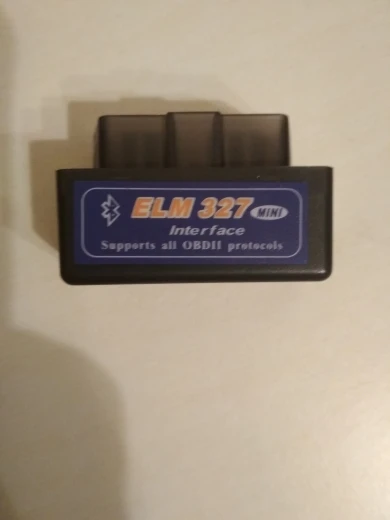 ELM 327 MINI
Interface
Supports all OBDII protocols